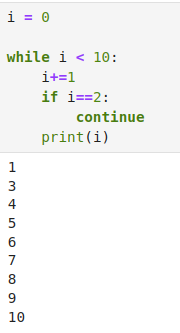 i = 0

while i < 10:
    i+=1
    if i==2:
        continue
    print(i)
1
3
4
5
6
7
8
9
10